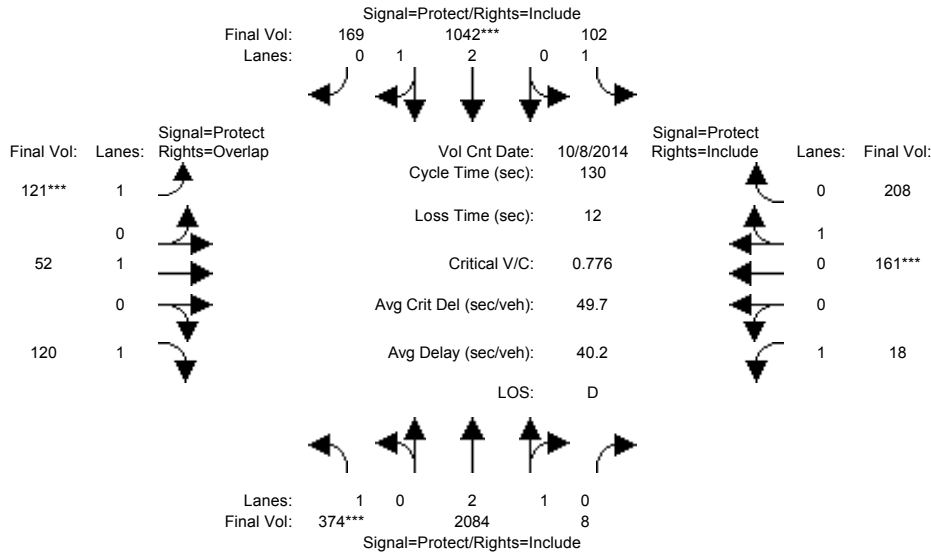 Signal=Protect/Rights=Include
Final Vol: 169 1042*** 102
Lanes: 0 1 2 0 1
Signal=Protect
Rights=Overlap
Final Vol: Lanes:
Vol Cnt Date: 10/8/2014
Cycle Time (sec): 130
Loss Time (sec): 12
Critical V/C: 0.776
Avg Crit Del (sec/veh): 49.7
Avg Delay (sec/veh): 40.2
LOS: D
Signal=Protect
Rights=Include
Lanes: Final Vol:
121*** 1
0
52 1
0
120 1
0 208
1
0 161***
0
1 18
Lanes: 1 0 2 1 0
Final Vol: 374*** 2084 8
Signal=Protect/Rights=Include